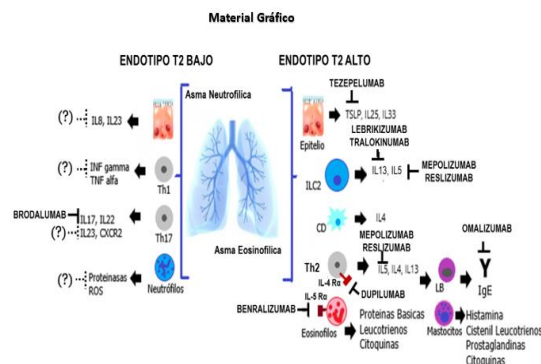 Material Gráfico
ENDOTIPO T2 BAJO
ENDOTIPO T2 ALTO
Asma Neutrofílica
TEZEPELUMAB
(?)
IL8, IL23
TSLP, IL25, IL33
Epitelio
LEBRIKIZUMAB
TRALOKINUMAB
(?)
INF gamma
TNF alfa
Th1
ILC2
IL13, IL5
MEPOLIZUMAB
RESLIZUMAB
BRODALUMAB
IL17, IL22
(?)
IL23, CXCR2
Th17
CD
IL4
Asma Eosinofílica
MEPOLIZUMAB
RESLIZUMAB
OMALIZUMAB
Th2
IL5, IL4, IL13
LB
IgE
(?)
Proteinasas
ROS
Neutrófilos
IL-4 Rα
DUPILUMAB
IL-5 Rα
BENRALIZUMAB
Eosinofilos
Proteinas Basicas
Leucotrienos
Citoquinas
Mastocitos
Histamina
Cistenil Leucotrienos
Prostaglandinas
Citoquinas